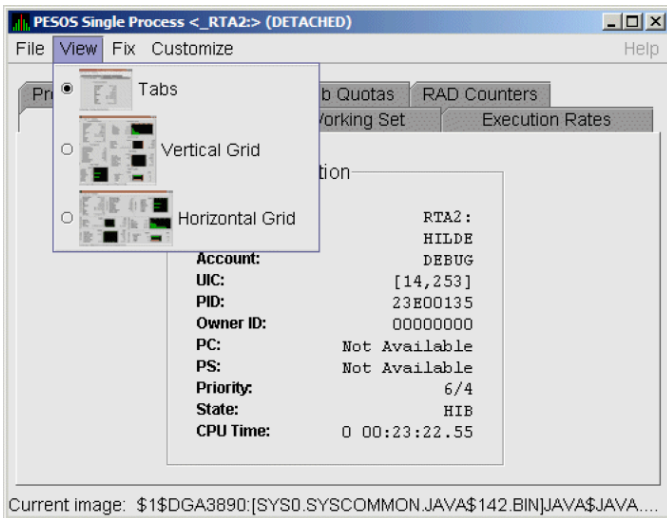 PESOS Single Process <_RTA2:> (DETACHED)
File View Fix Customize Help
Tabs
Vertical Grid
Horizontal Grid
b Quotas RAD Counters
orking Set Execution Rates
RTA2:
HILDE
Account: DEBUG
UIC: [14,253]
PID: 23E00135
Owner ID: 00000000
PC: Not Available
PS: Not Available
Priority: 6/4
State: HIB
CPU Time: 0 00:23:22.55
Current image: $1$DGA3890:[SYS0.SYSCOMMON.JAVA$142.BIN]JAVA$JAVA....